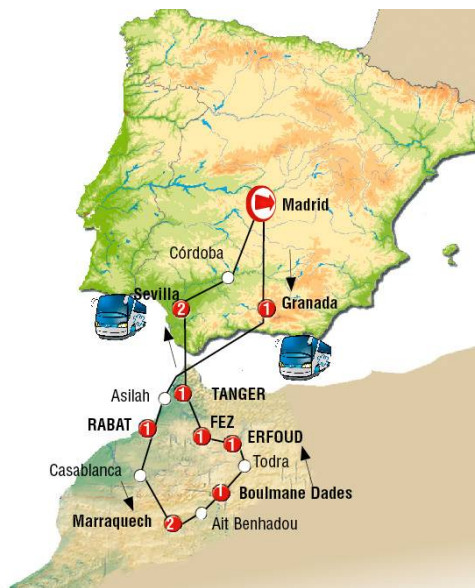 Madrid
Córdoba
Sevilla
2
1
Granada
Asilah
1
TANGER
RABAT
1
FEZ
1
1
ERFOUD
Casablanca
Todra
1
Boulmane Dades
Marraquech
2
Ait Benhadou